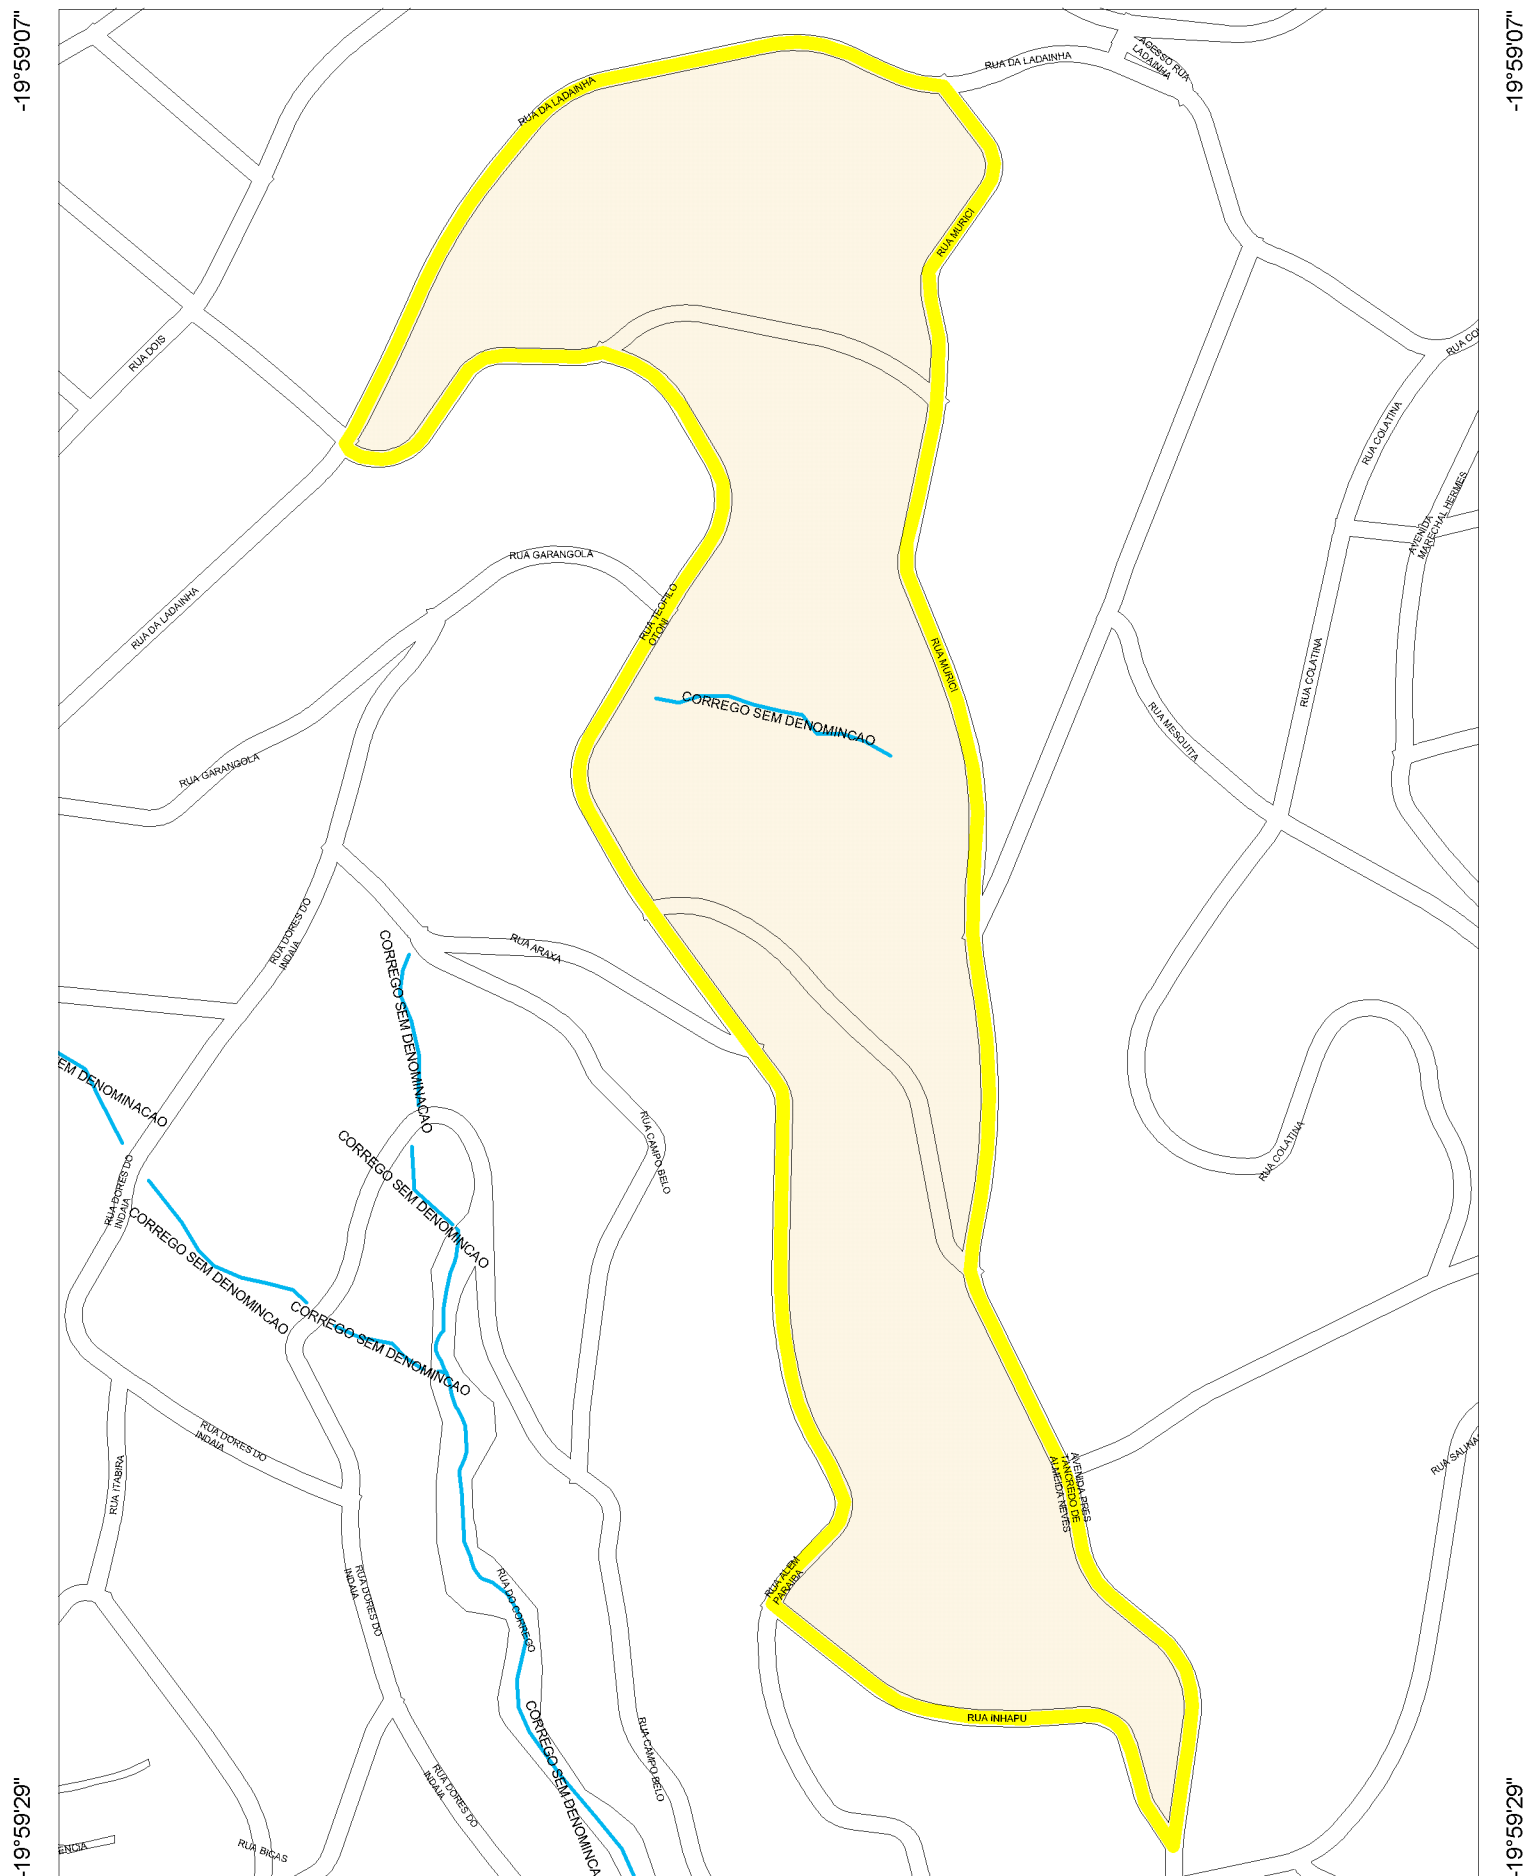 -19°59'07"
-19°59'07"
RUA DA LADAINHA
ACESSO RUA
LADAINHA
RUA DA LADAINHA
RUA MURICI
RUA DOIS
RUA COLATINA
AVENIDA
MARECHAL HERMES
RUA GARANGOLA
RUA DA LADAINHA
RUA TEOFILO
OTONI
RUA MURICI
RUA COLATINA
CORREGO SEM DENOMINCAO
RUA MESQUITA
RUA GARANGOLA
RUA DORES DO
INDAIA
RUA ARAXA
CORREGO SEM DENOMINACAO
EM DENOMINACAO
RUA CAMPO BELO
RUA COLATINA
CORREGO SEM DENOMINCAO
RUA DORES DO
INDAIA
CORREGO SEM DENOMINCAO
CORREGO SEM DENOMINCAO
RUA DORES DO
INDAIA
RUA ITABIRA
AVENIDA PRES
TANCREDO DE
ALMEIDA NEVES
RUA ALEM
PARAIBA
RUA DORES DO
INDAIA
RUA DO CORREGO
RUA INHAPU
CORREGO SEM DENOMINCA
RUA CAMPO BELO
RUA DORES DO
INDAIA
ENCIA
RUA BICAS
-19°59'29"
-19°59'29"